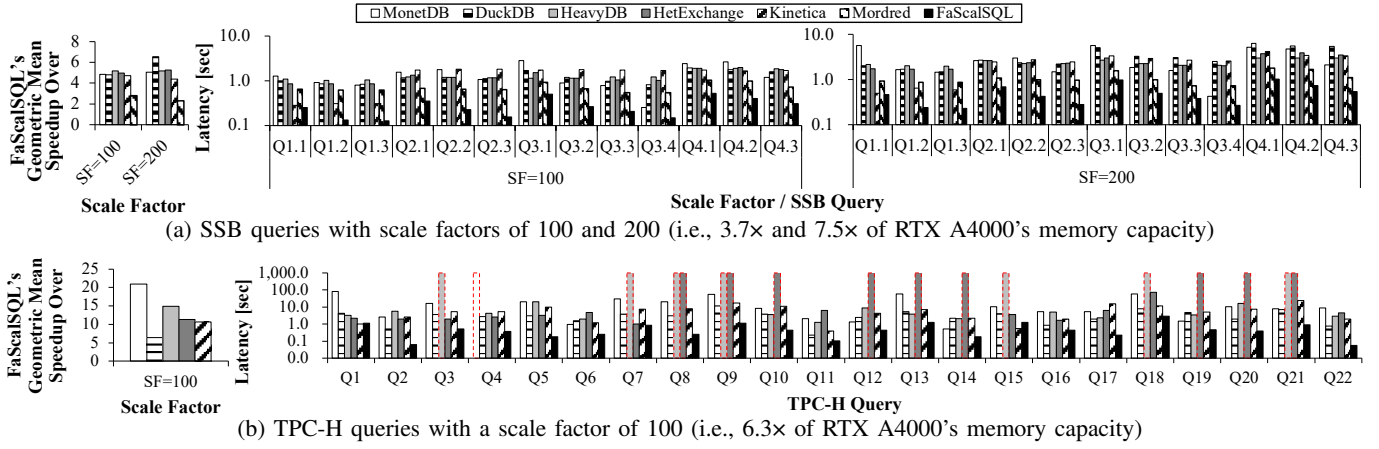 MonetDB DuckDB HeavyDB HetExchange Kinetica Mordred FaScalSQL
FaScalSQL's
Geometric Mean
Speedup Over
8
6
4
2
0
SF=100
SF=200
Scale Factor
Latency [sec]
10.0
1.0
0.1
Q1.1 Q1.2 Q1.3 Q2.1 Q2.2 Q2.3 Q3.1 Q3.2 Q3.3 Q3.4 Q4.1 Q4.2 Q4.3
SF=100
10.0
1.0
0.1
Q1.1 Q1.2 Q1.3 Q2.1 Q2.2 Q2.3 Q3.1 Q3.2 Q3.3 Q3.4 Q4.1 Q4.2 Q4.3
SF=200
Scale Factor / SSB Query
(a) SSB queries with scale factors of 100 and 200 (i.e., 3.7× and 7.5× of RTX A4000's memory capacity)
FaScalSQL's
Geometric Mean
Speedup Over
25
20
15
10
5
0
SF=100
Scale Factor
Latency [sec]
1,000.0
100.0
10.0
1.0
0.1
0.0
Q1 Q2 Q3 Q4 Q5 Q6 Q7 Q8 Q9 Q10 Q11 Q12 Q13 Q14 Q15 Q16 Q17 Q18 Q19 Q20 Q21 Q22
TPC-H Query
(b) TPC-H queries with a scale factor of 100 (i.e., 6.3× of RTX A4000's memory capacity)